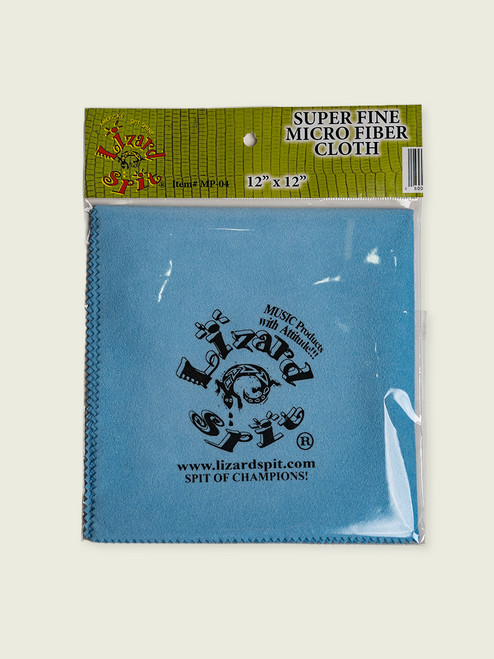 Lizard
Spit®
Item# MP-04
12" x 12"
SUPER FINE
MICRO FIBER
CLOTH
MUSIC Products
with Attitude!!!
Lizard
Spit®
www.lizardspit.com
SPIT OF CHAMPIONS!